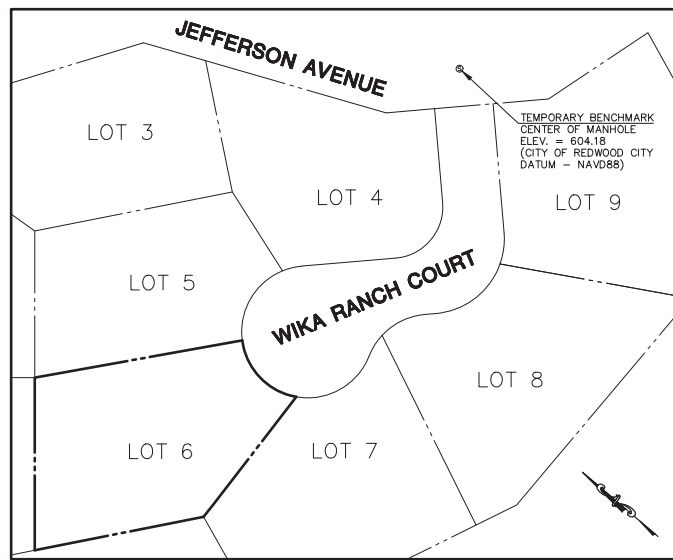 JEFFERSON AVENUE
TEMPORARY BENCHMARK
CENTER OF MANHOLE
ELEV. = 604.18
(CITY OF REDWOOD CITY
DATUM - NAVD88)
LOT 3
LOT 4
LOT 9
LOT 5
WIKA RANCH COURT
LOT 8
LOT 6
LOT 7